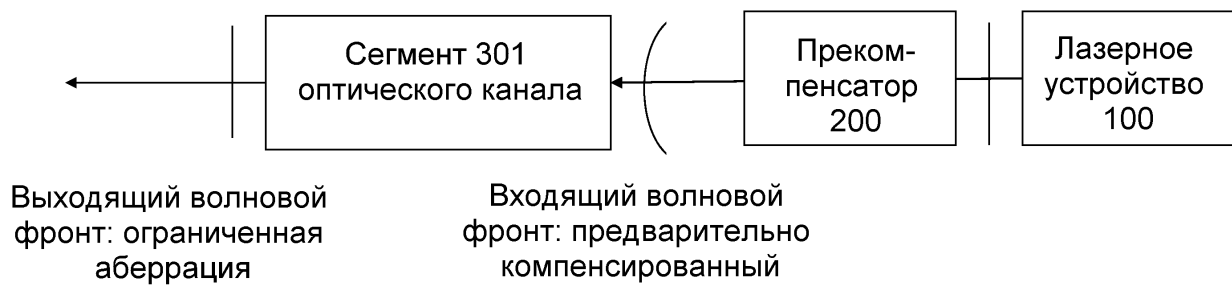 Сегмент 301
оптического канала
Преком-
пенсатор
200
Лазерное
устройство
100
Выходящий волновой
фронт: ограниченная
аберрация
Входящий волновой
фронт: предварительно
компенсированный